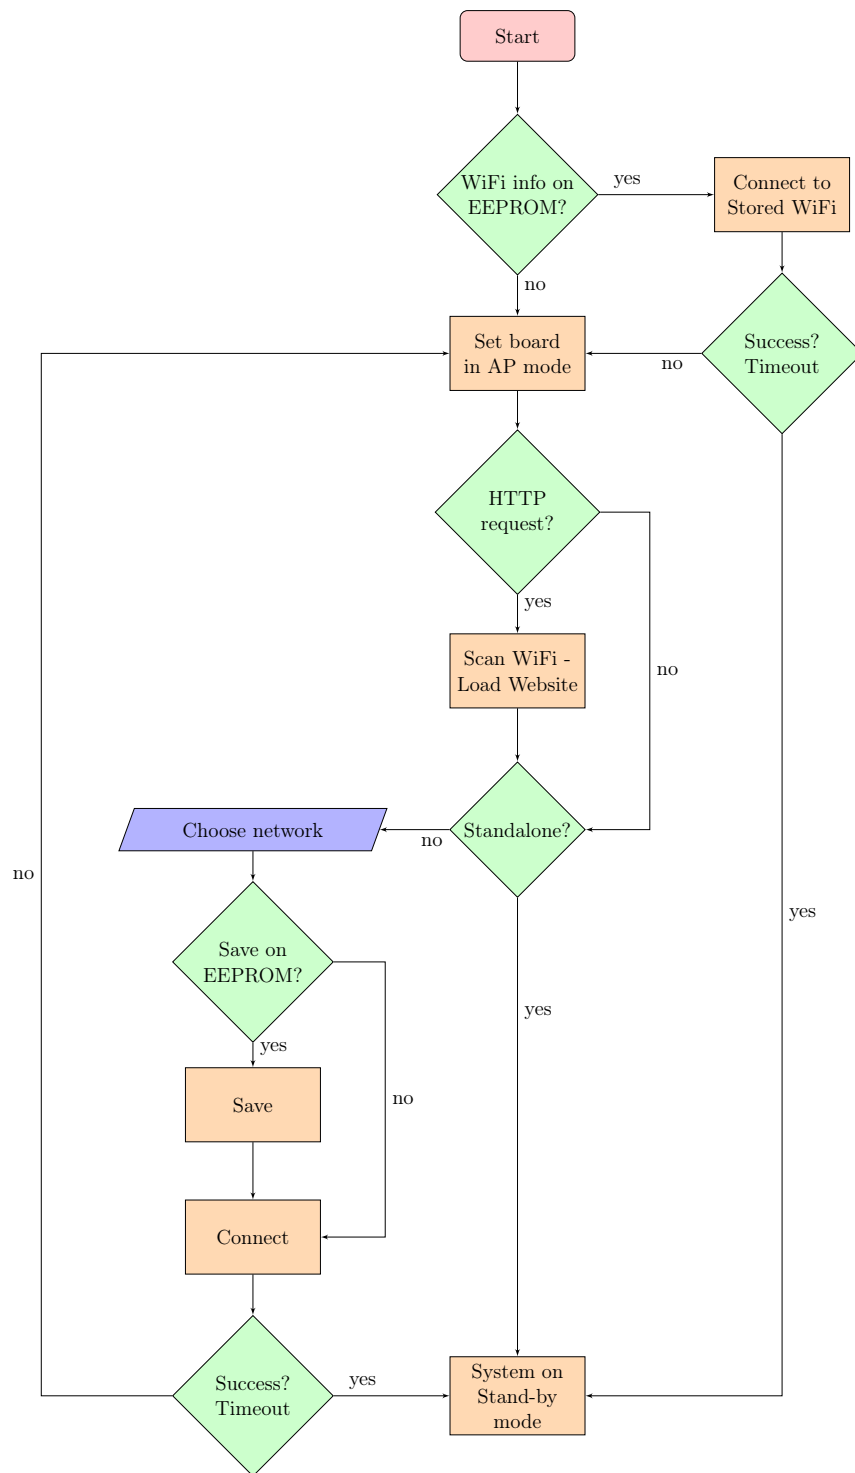 Start
WiFi info on
EEPROM?
yes
Connect to
Stored WiFi
no
Set board
in AP mode
no
Success?
Timeout
HTTP
request?
yes
no
Scan WiFi -
Load Website
Standalone?
no
Choose network
no
yes
Save on
EEPROM?
yes
yes
Save
no
Connect
Success?
Timeout
yes
System on
Stand-by
mode